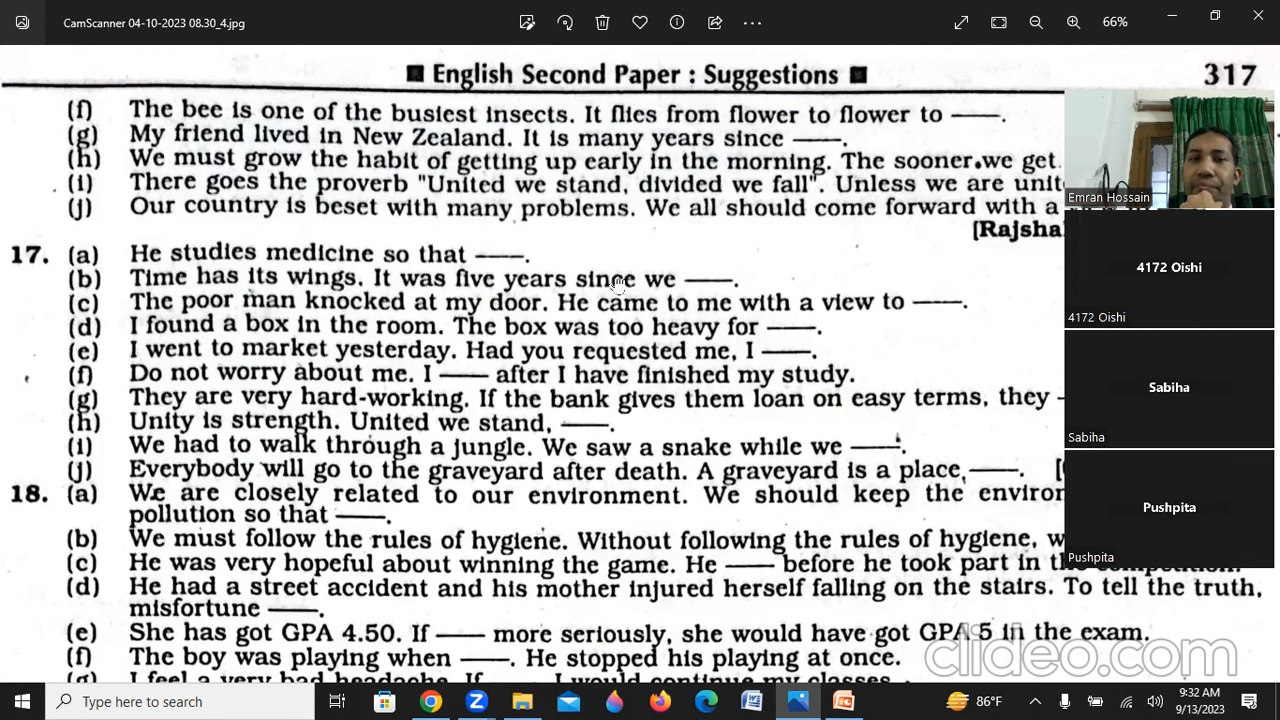 CamScanner 04-10-2023 08.30_4.jpg
66%
■ English Second Paper : Suggestions ■ 317
(f) The bee is one of the busiest insects. It flies from flower to flower to ——.
(g) My friend lived in New Zealand. It is many years since ——.
(h) We must grow the habit of getting up early in the morning. The sooner we get
(i) There goes the proverb "United we stand, divided we fall". Unless we are unit
(j) Our country is beset with many problems. We all should come forward with a
[Rajsha
17. (a) He studies medicine so that ——.
(b) Time has its wings. It was five years since we ——.
(c) The poor man knocked at my door. He came to me with a view to ——.
(d) I found a box in the room. The box was too heavy for ——.
(e) I went to market yesterday. Had you requested me, I ——.
(f) Do not worry about me. I —— after I have finished my study.
(g) They are very hard-working. If the bank gives them loan on easy terms, they —
(h) Unity is strength. United we stand, ——.
(i) We had to walk through a jungle. We saw a snake while we ——.
(j) Everybody will go to the graveyard after death. A graveyard is a place, ——. [
18. (a) We are closely related to our environment. We should keep the environ
pollution so that ——.
(b) We must follow the rules of hygiene. Without following the rules of hygiene, w
(c) He was very hopeful about winning the game. He —— before he took part in
(d) He had a street accident and his mother injured herself falling on the stairs. To tell the truth,
misfortune ——.
(e) She has got GPA 4.50. If —— more seriously, she would have got GPA 5 in the exam.
(f) The boy was playing when ——. He stopped his playing at once.
(g) I feel a very bad headache. If —— I would continue my classes.
Emran Hossain
4172 Oishi
4172 Oishi
Sabiha
Sabiha
Pushpita
Pushpita
clideo.com
Type here to search
86°F
9:32 AM
9/13/2023